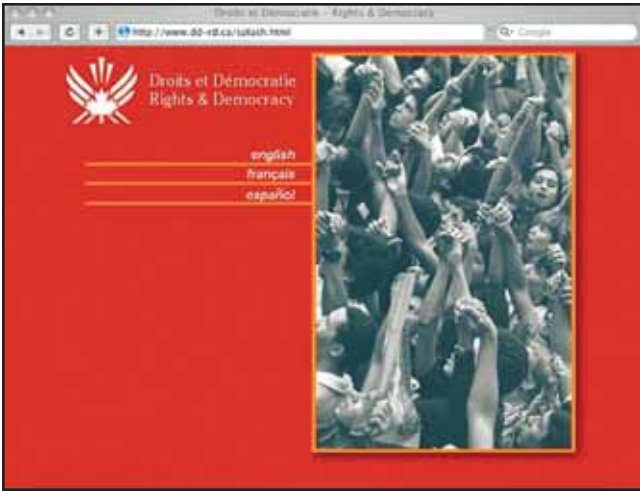 Droits et Démocratie - Rights & Democracy
http://www.dd-rd.ca/splash.html
Google
Droits et Démocratie
Rights & Democracy
english
français
español